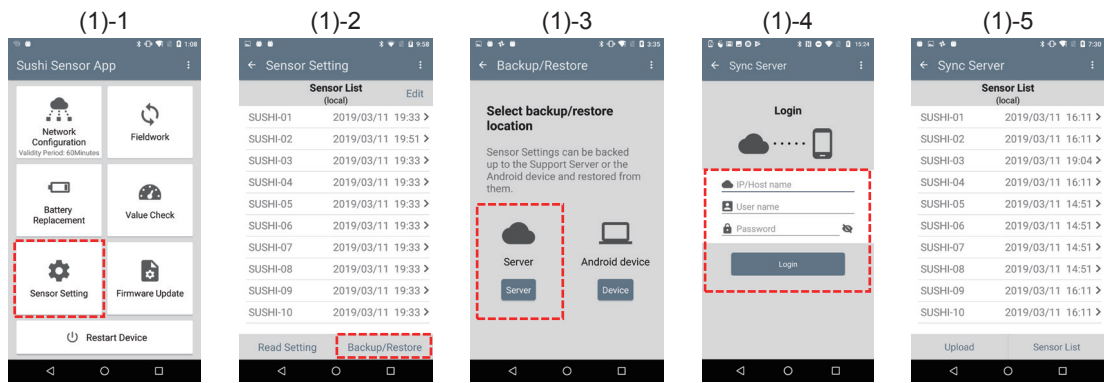 (1)-1
1:08
Sushi Sensor App
Network
Configuration
Validity Period: 60Minutes
Fieldwork
Battery
Replacement
Value Check
Sensor Setting
Firmware Update
Restart Device
(1)-2
9:58
← Sensor Setting
Sensor List
(local)
Edit
SUSHI-01 2019/03/11 19:33 >
SUSHI-02 2019/03/11 19:51 >
SUSHI-03 2019/03/11 19:33 >
SUSHI-04 2019/03/11 19:33 >
SUSHI-05 2019/03/11 19:33 >
SUSHI-06 2019/03/11 19:33 >
SUSHI-07 2019/03/11 19:33 >
SUSHI-08 2019/03/11 19:33 >
SUSHI-09 2019/03/11 19:33 >
SUSHI-10 2019/03/11 19:33 >
Read Setting Backup/Restore
(1)-3
3:35
← Backup/Restore
Select backup/restore
location
Sensor Settings can be backed
up to the Support Server or the
Android device and restored from
them.
Server
Server
Android device
Device
(1)-4
15:24
← Sync Server
Login
IP/Host name
User name
Password
Login
(1)-5
7:30
← Sync Server
Sensor List
(local)
SUSHI-01 2019/03/11 16:11 >
SUSHI-02 2019/03/11 16:11 >
SUSHI-03 2019/03/11 19:04 >
SUSHI-04 2019/03/11 16:11 >
SUSHI-05 2019/03/11 14:51 >
SUSHI-06 2019/03/11 14:51 >
SUSHI-07 2019/03/11 14:51 >
SUSHI-08 2019/03/11 14:51 >
SUSHI-09 2019/03/11 16:11 >
SUSHI-10 2019/03/11 16:11 >
Upload Sensor List